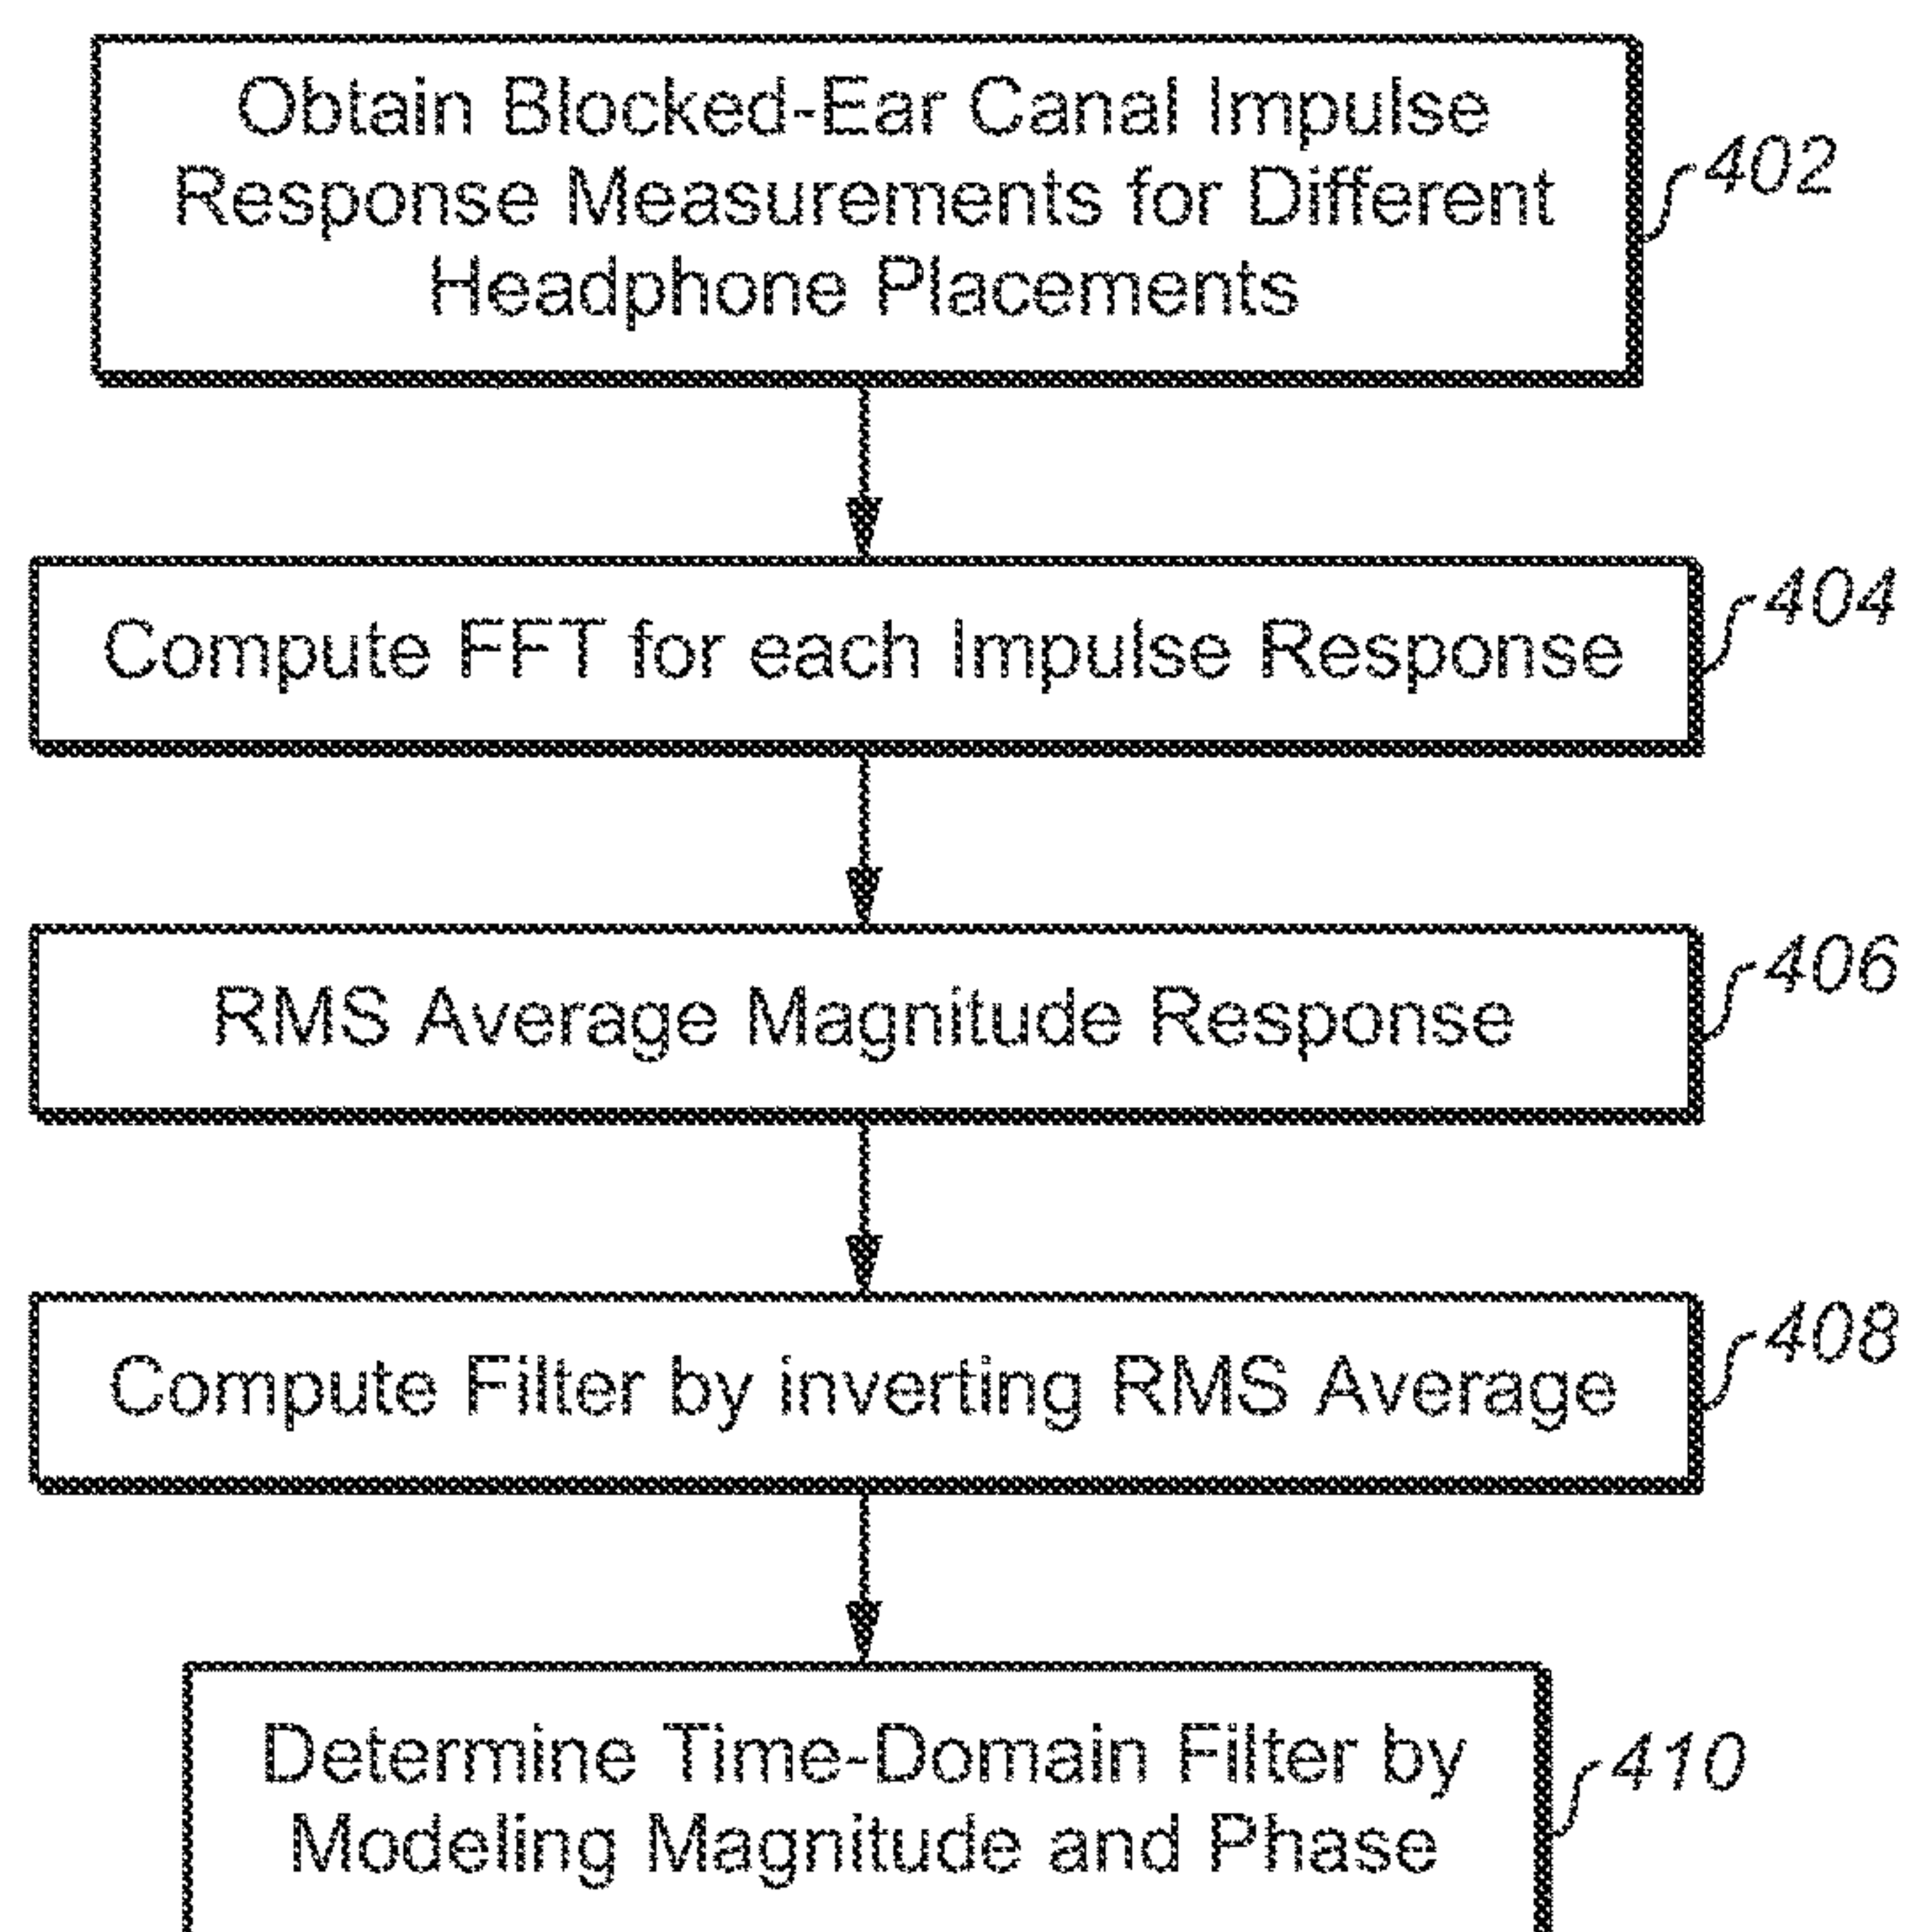 Obtain Blocked-Ear Canal Impulse
Response Measurements for Different
Headphone Placements
402
Compute FFT for each Impulse Response
404
RMS Average Magnitude Response
406
Compute Filter by inverting RMS Average
408
Determine Time-Domain Filter by
Modeling Magnitude and Phase
410